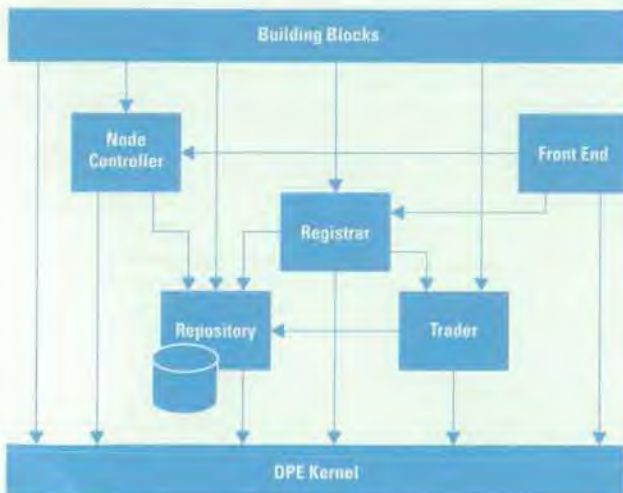 Building Blocks
Node
Controller
Front End
Registrar
Repository
Trader
DPE Kernel